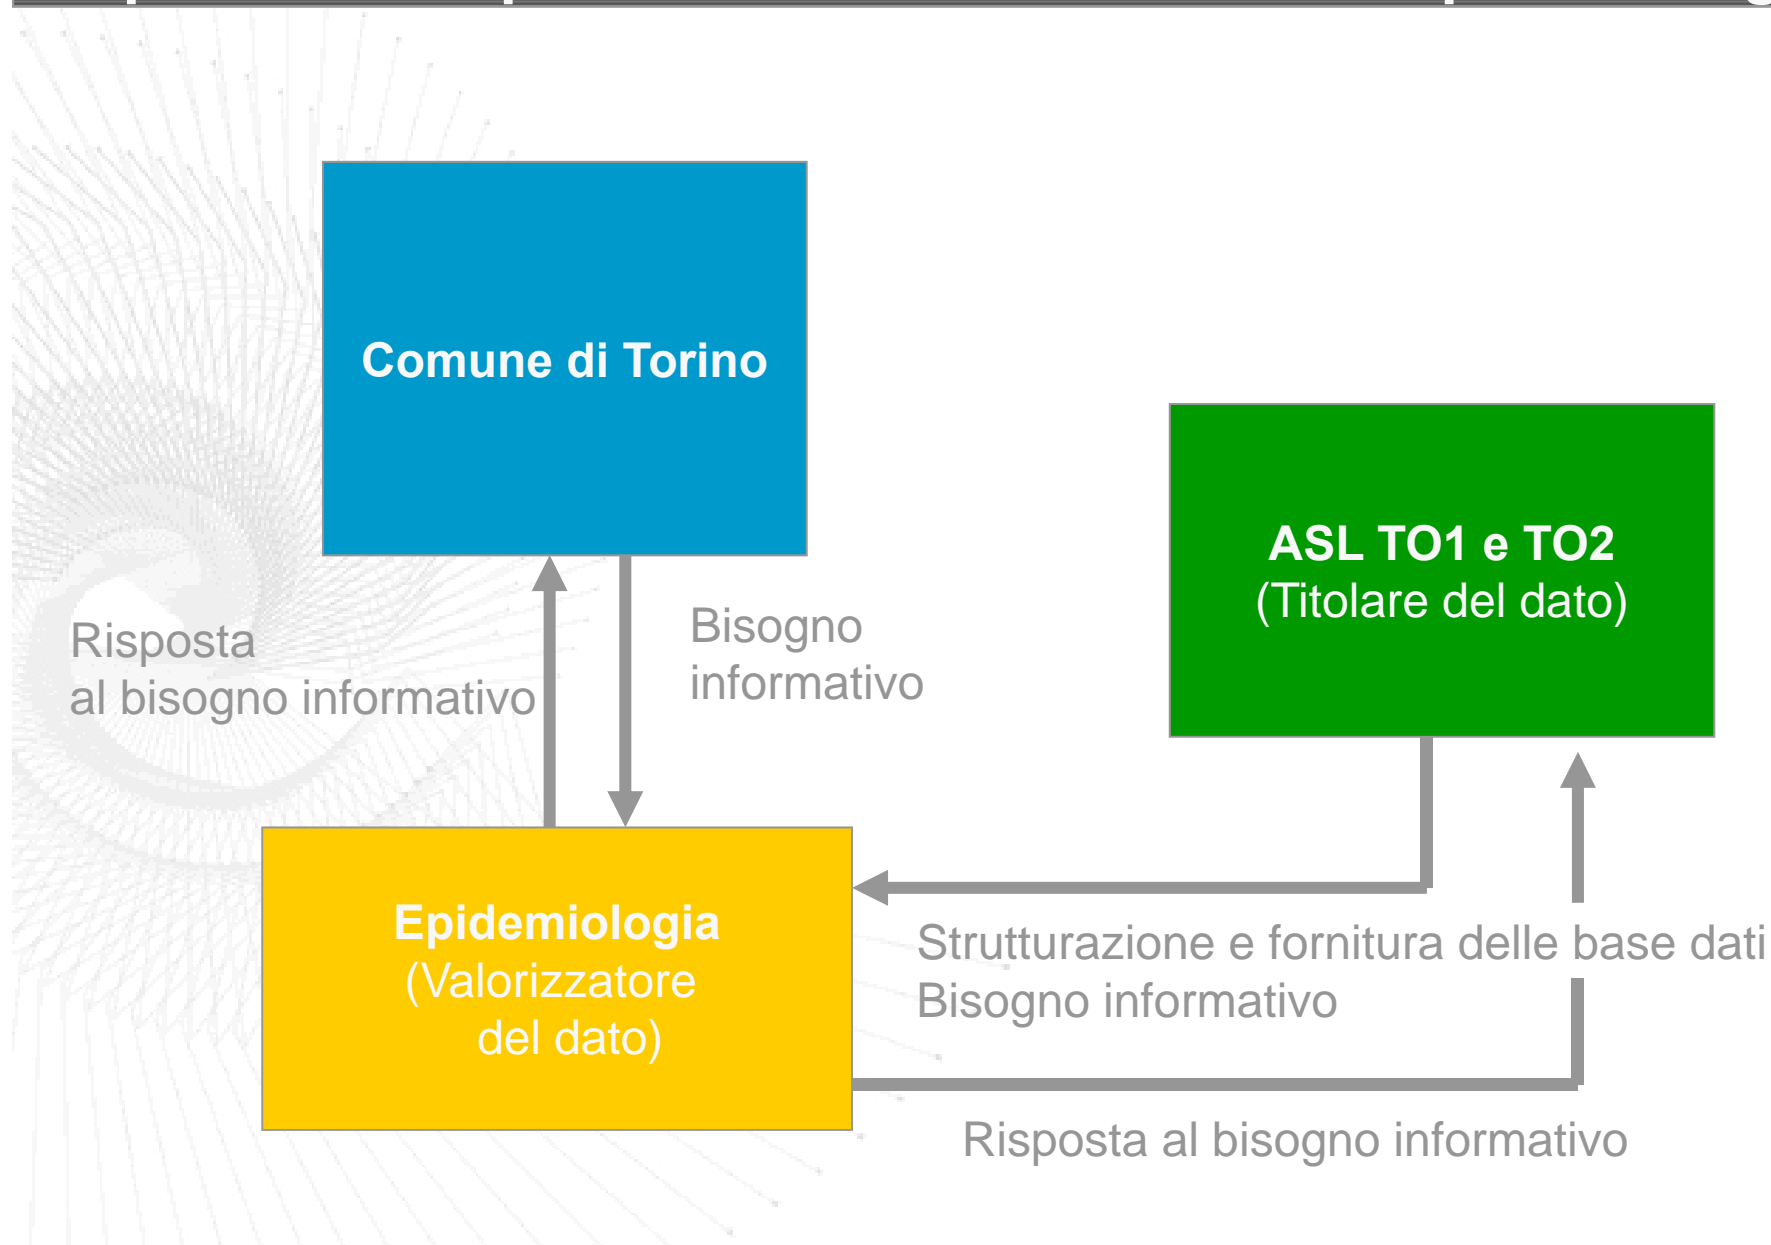 Comune di Torino
ASL TO1 e TO2
(Titolare del dato)
Risposta
al bisogno informativo
Bisogno
informativo
Epidemiologia
(Valorizzatore
del dato)
Strutturazione e fornitura delle base dati
Bisogno informativo
Risposta al bisogno informativo